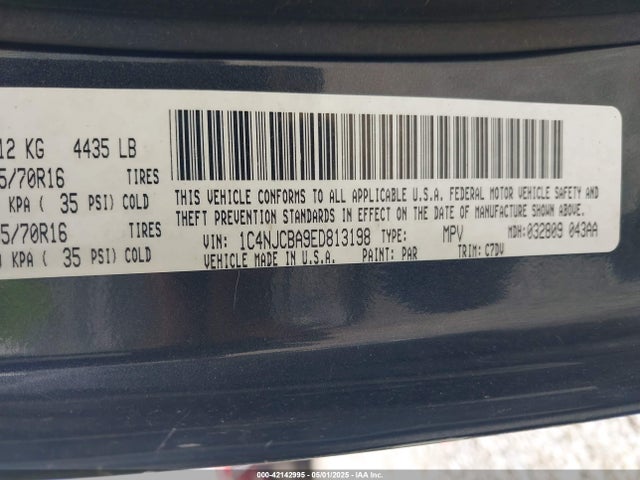 12 KG 4435 LB
5/70R16 TIRES
KPA ( 35 PSI) COLD
5/70R16 TIRES
KPA ( 35 PSI) COLD
THIS VEHICLE CONFORMS TO ALL APPLICABLE U.S.A. FEDERAL MOTOR VEHICLE SAFETY AND
THEFT PREVENTION STANDARDS IN EFFECT ON THE DATE OF MANUFACTURE SHOWN ABOVE.
VIN: 1C4NJCBA9ED813198 TYPE: MPV MDH:032809 043AA
VEHICLE MADE IN U.S.A. PAINT: PAR TRIM: C7DV
000-42142995 05/01/2025 IAA Inc.